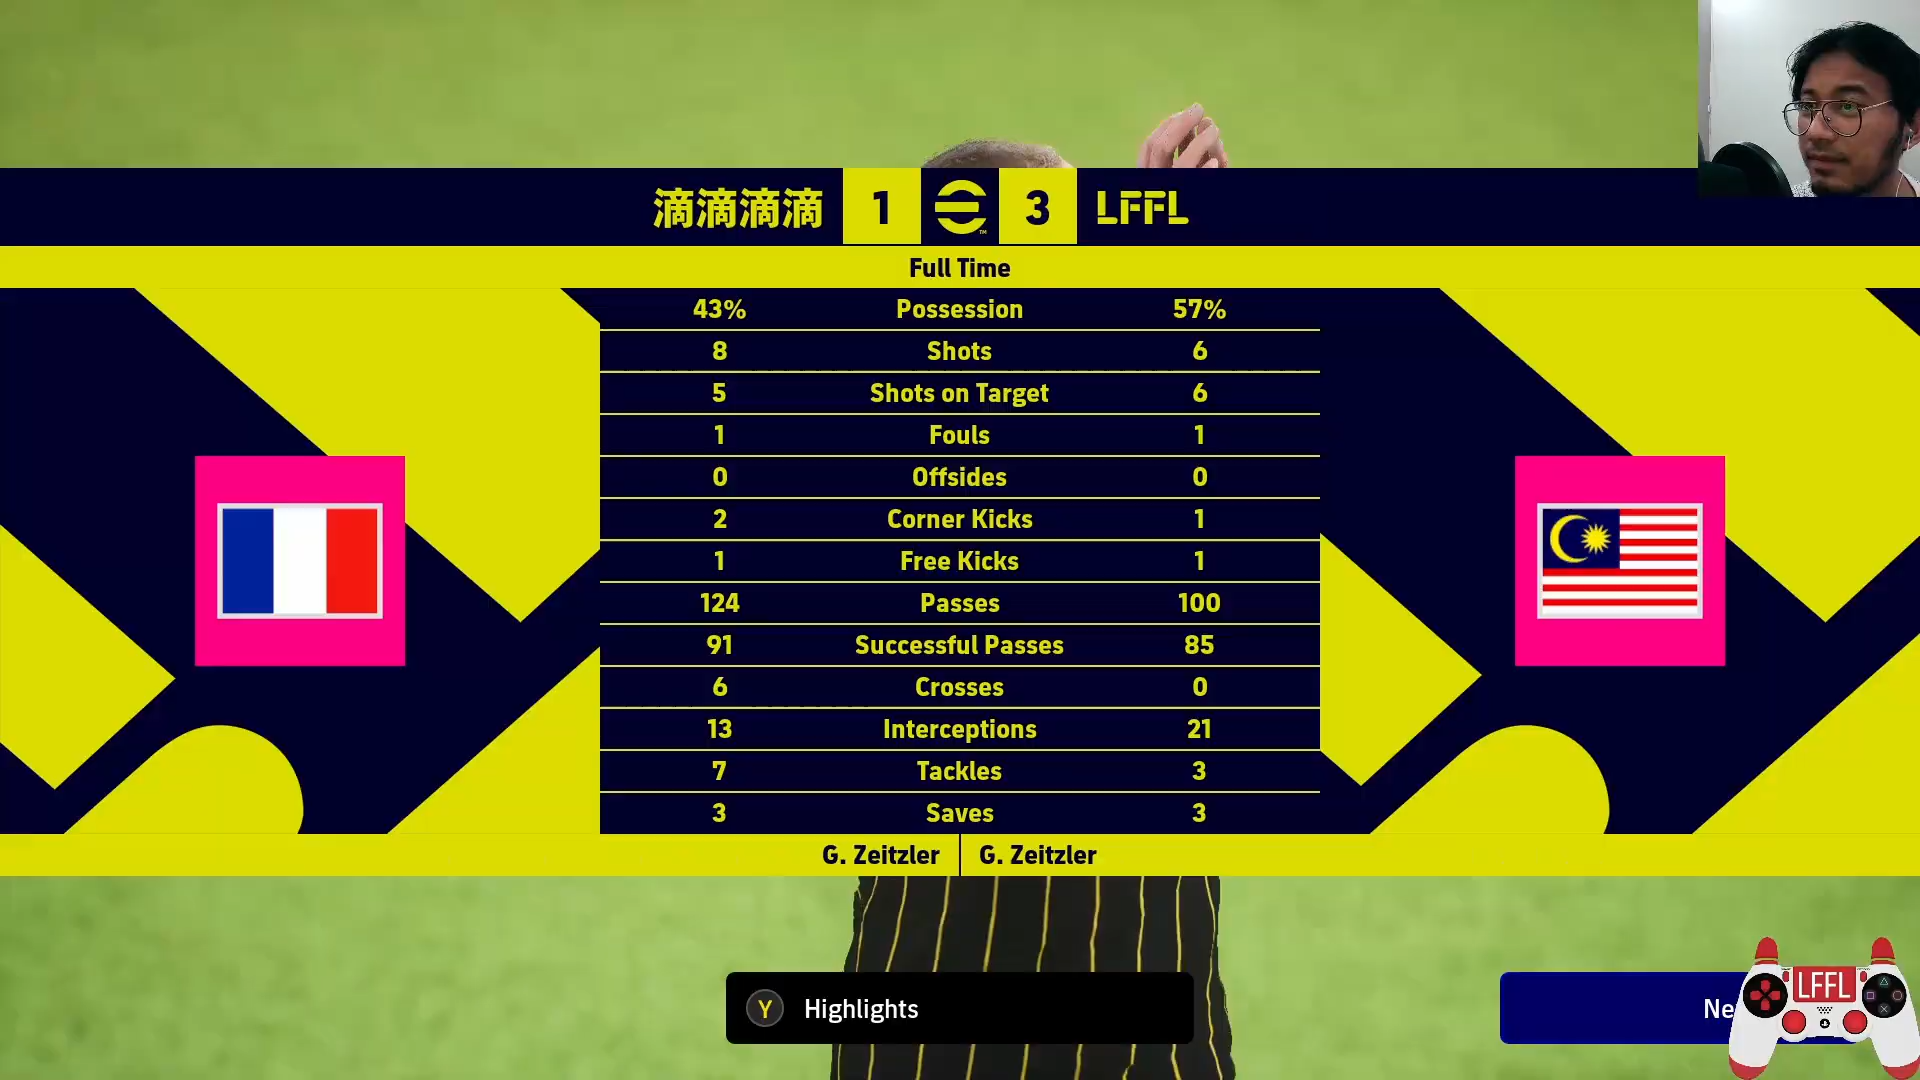 滴滴滴滴 1 3 LFFL
Full Time
43% Possession 57%
8 Shots 6
5 Shots on Target 6
1 Fouls 1
0 Offsides 0
2 Corner Kicks 1
1 Free Kicks 1
124 Passes 100
91 Successful Passes 85
6 Crosses 0
13 Interceptions 21
7 Tackles 3
3 Saves 3
G. Zeitzler G. Zeitzler
Y Highlights
Ne
LFFL